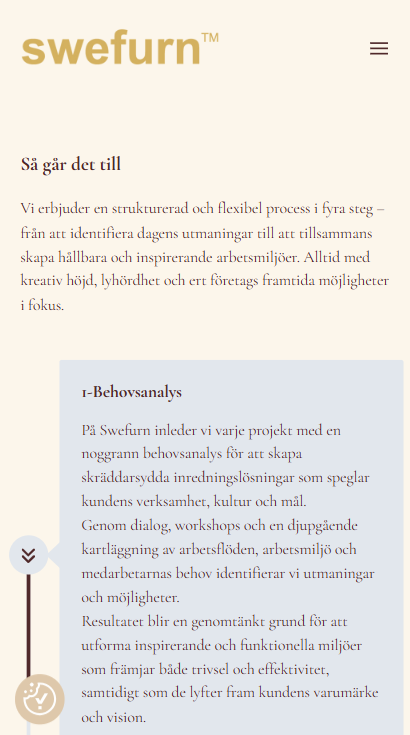 swefurn™
Så går det till
Vi erbjuder en strukturerad och flexibel process i fyra steg –
från att identifiera dagens utmaningar till att tillsammans
skapa hållbara och inspirerande arbetsmiljöer. Alltid med
kreativ höjd, lyhördhet och ert företags framtida möjligheter
i fokus.
1-Behovsanalys
På Swefurn inleder vi varje projekt med en
noggrann behovsanalys för att skapa
skräddarsydda inredningslösningar som speglar
kundens verksamhet, kultur och mål.
Genom dialog, workshops och en djupgående
kartläggning av arbetsflöden, arbetsmiljö och
medarbetarnas behov identifierar vi utmaningar
och möjligheter.
Resultatet blir en genomtänkt grund för att
utforma inspirerande och funktionella miljöer
som främjar både trivsel och effektivitet,
samtidigt som de lyfter fram kundens varumärke
och vision.